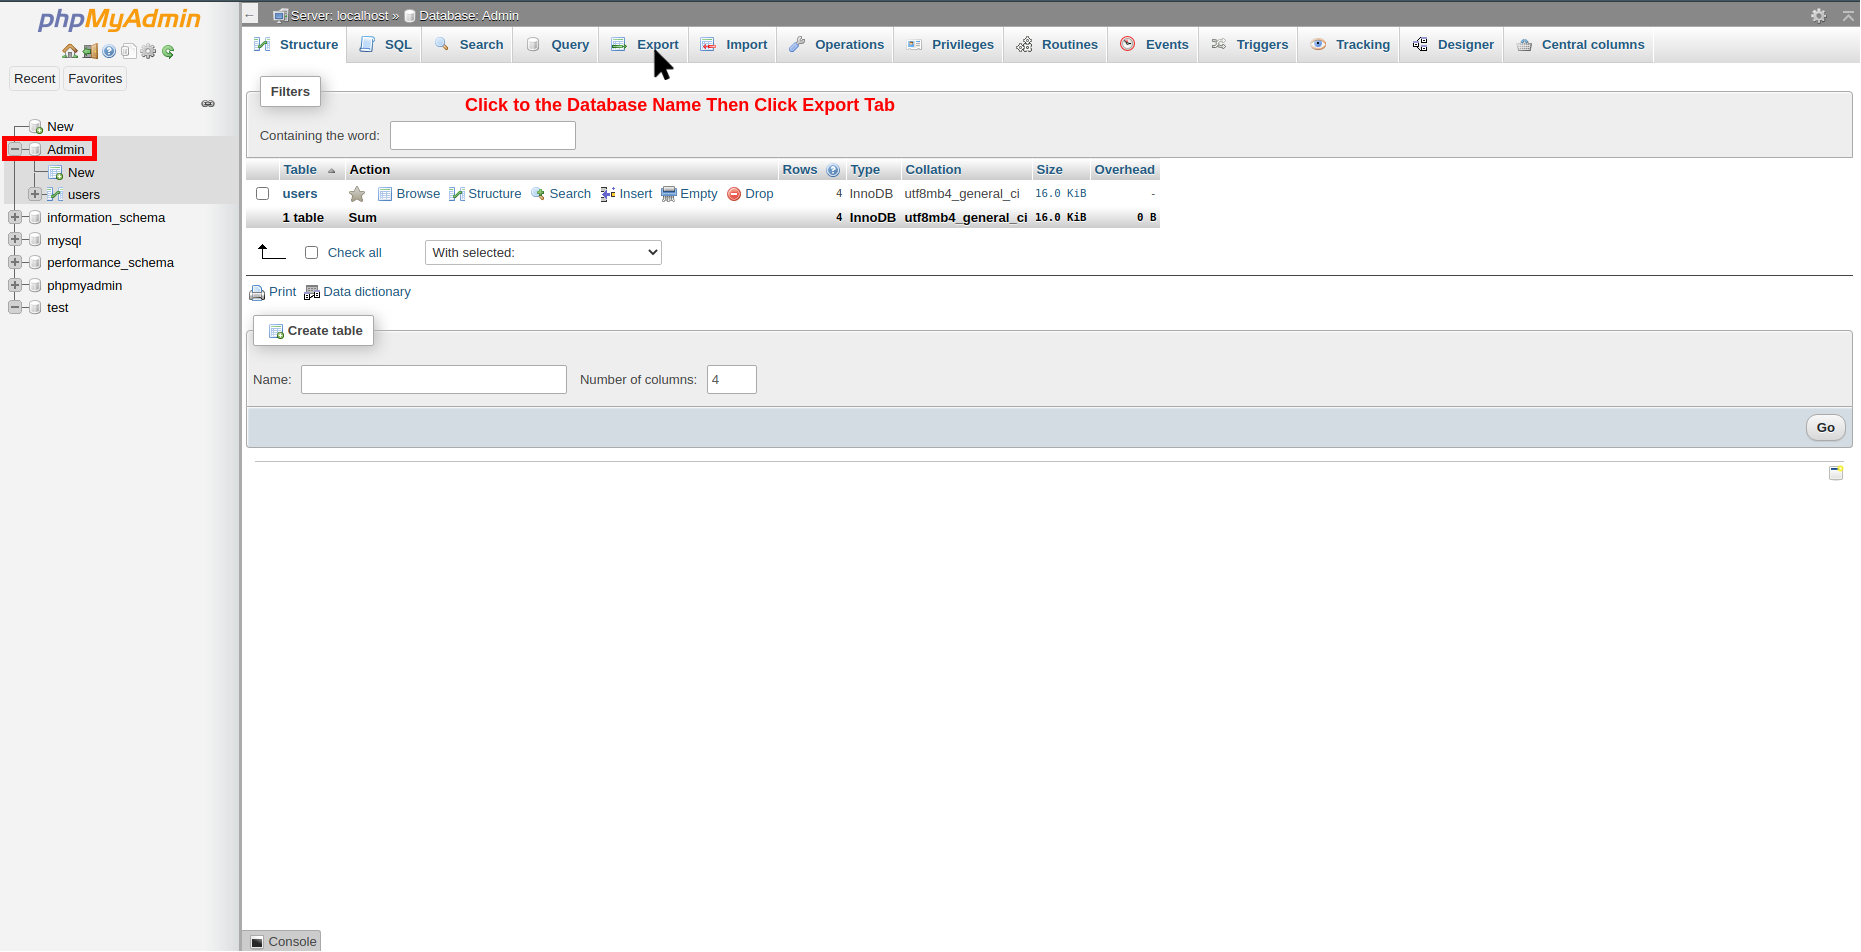 phpMyAdmin
Recent Favorites
New
Admin
New
users
information_schema
mysql
performance_schema
phpmyadmin
test
Server: localhost » Database: Admin
Structure SQL Search Query Export Import Operations Privileges Routines Events Triggers Tracking Designer Central columns
Filters
Click to the Database Name Then Click Export Tab
Containing the word:
Table Action Rows Type Collation Size Overhead
users Browse Structure Search Insert Empty Drop 4 InnoDB utf8mb4_general_ci 16.0 KiB -
1 table Sum 4 InnoDB utf8mb4_general_ci 16.0 KiB 0 B
Check all With selected:
Print Data dictionary
Create table
Name: Number of columns: 4
Go
Console